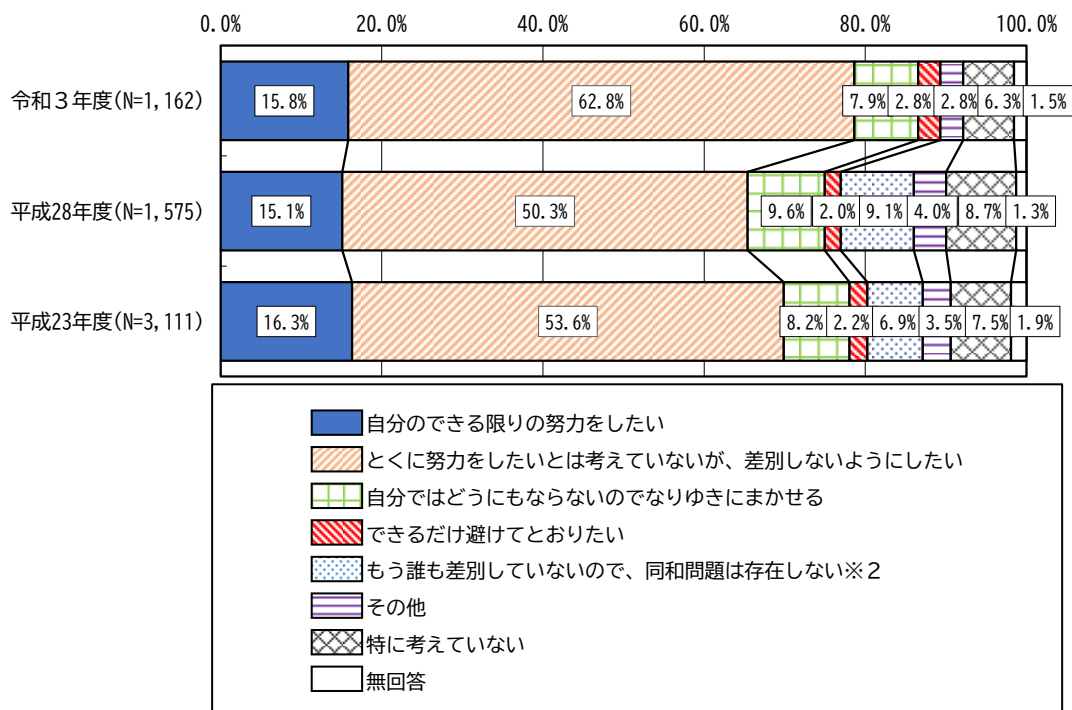 0.0% 20.0% 40.0% 60.0% 80.0% 100.0%
令和３年度(N=1,162) 15.8% 62.8% 7.9% 2.8% 2.8% 6.3% 1.5%
平成28年度(N=1,575) 15.1% 50.3% 9.6% 2.0% 9.1% 4.0% 8.7% 1.3%
平成23年度(N=3,111) 16.3% 53.6% 8.2% 2.2% 6.9% 3.5% 7.5% 1.9%
自分のできる限りの努力をしたい
とくに努力をしたいとは考えていないが、差別しないようにしたい
自分ではどうにもならないのでなりゆきにまかせる
できるだけ避けてとおりたい
もう誰も差別していないので、同和問題は存在しない※２
その他
特に考えていない
無回答